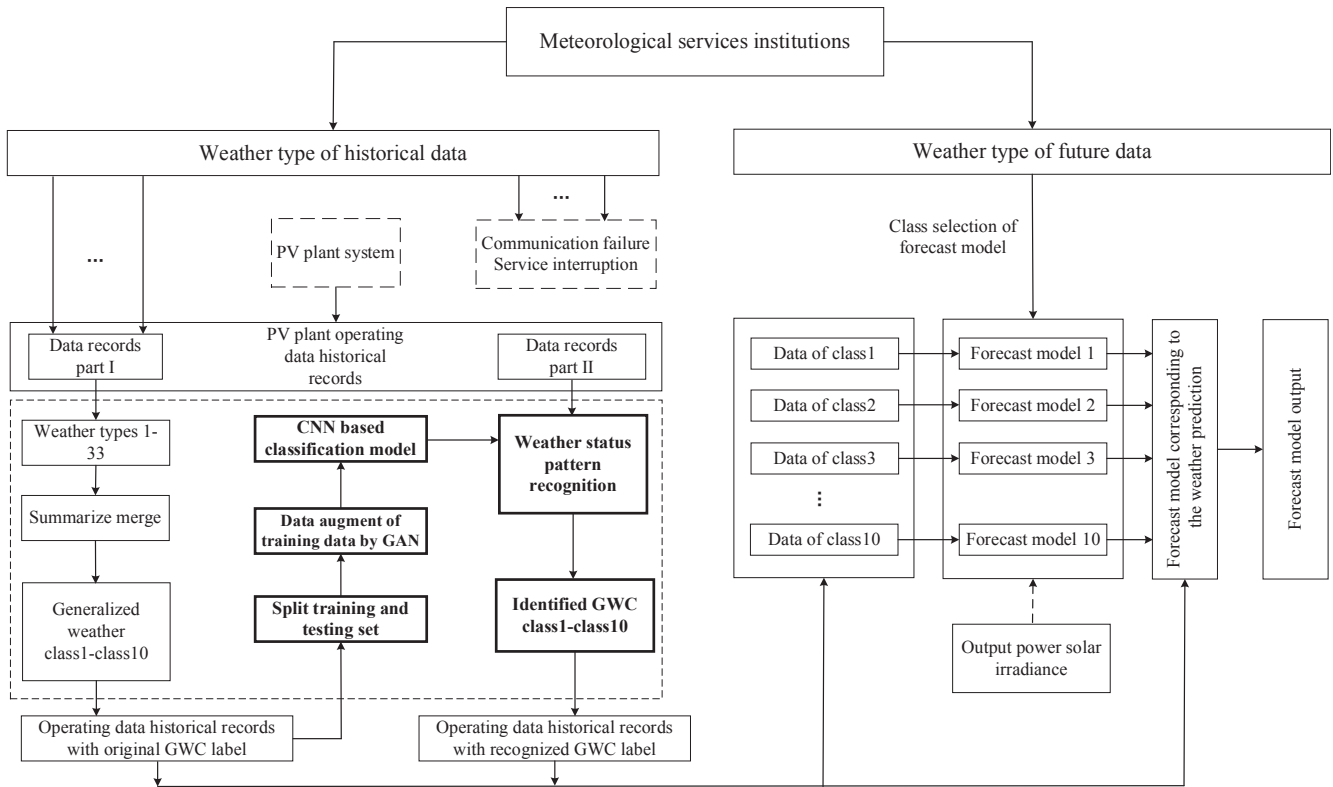 Meteorological services institutions
Weather type of historical data
Weather type of future data
...
...
PV plant system
Communication failure
Service interruption
Class selection of
forecast model
Data records
part I
PV plant operating
data historical
records
Data records
part II
Weather types 1-
33
Summarize merge
Generalized
weather
class1-class10
CNN based
classification model
Data augment of
training data by GAN
Split training and
testing set
Weather status
pattern
recognition
Identified GWC
class1-class10
Operating data historical records
with original GWC label
Operating data historical records
with recognized GWC label
Data of class1
Data of class2
Data of class3
...
Data of class10
Forecast model 1
Forecast model 2
Forecast model 3
Forecast model 10
Output power solar
irradiance
Forecast model corresponding to
the weather prediction
Forecast model output